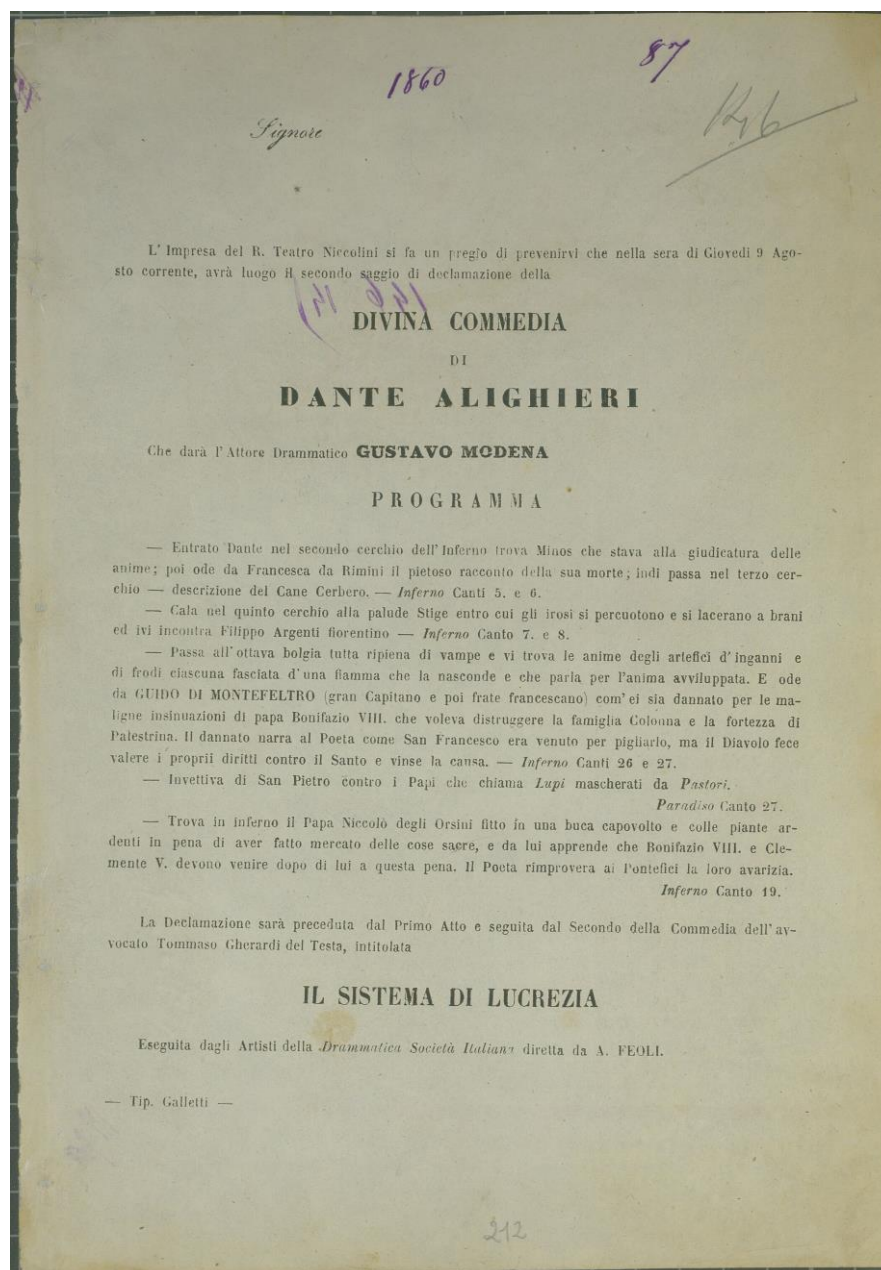 1860
87
Signore
L' Impresa del R. Teatro Niccolini si fa un pregio di prevenirvi che nella sera di Giovedi 9 Ago-
sto corrente, avrà luogo il secondo saggio di declamazione della
DIVINA COMMEDIA
DI
DANTE ALIGHIERI
Che darà l'Attore Drammatico GUSTAVO MODENA
PROGRAMMA
— Entrato Dante nel secondo cerchio dell'Inferno trova Minos che stava alla giudicatura delle
anime; poi ode da Francesca da Rimini il pietoso racconto della sua morte; indi passa nel terzo cer-
chio — descrizione del Cane Cerbero. — Inferno Canti 5. e 6.
— Cala nel quinto cerchio alla palude Stige entro cui gli irosi si percuotono e si lacerano a brani
ed ivi incontra Filippo Argenti fiorentino — Inferno Canto 7. e 8.
— Passa all'ottava bolgia tutta ripiena di vampe e vi trova le anime degli artefici d'inganni e
di frodi ciascuna fasciata d'una fiamma che la nasconde e che parla per l'anima avviluppata. E ode
da GUIDO DI MONTEFELTRO (gran Capitano e poi frate francescano) com'ei sia dannato per le ma-
ligne insinuazioni di papa Bonifazio VIII. che voleva distruggere la famiglia Colonna e la fortezza di
Palestrina. Il dannato narra al Poeta come San Francesco era venuto per pigliarlo, ma il Diavolo fece
valere i proprii diritti contro il Santo e vinse la causa. — Inferno Canti 26 e 27.
— Invettiva di San Pietro contro i Papi che chiama Lupi mascherati da Pastori.
Paradiso Canto 27.
— Trova in inferno il Papa Niccolò degli Orsini fitto in una buca capovolto e colle piante ar-
denti in pena di aver fatto mercato delle cose sacre, e da lui apprende che Bonifazio VIII. e Cle-
mente V. devono venire dopo di lui a questa pena. Il Poeta rimprovera ai Pontefici la loro avarizia.
Inferno Canto 19.
La Declamazione sarà preceduta dal Primo Atto e seguita dal Secondo della Commedia dell'av-
vocato Tommaso Gherardi del Testa, intitolata
IL SISTEMA DI LUCREZIA
Eseguita dagli Artisti della Drammatica Società Italiana diretta da A. FEOLI.
— Tip. Galletti —
212